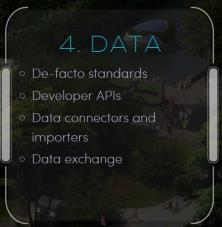 4. DATA
De-facto standards
Developer APIs
Data connectors and
importers
Data exchange